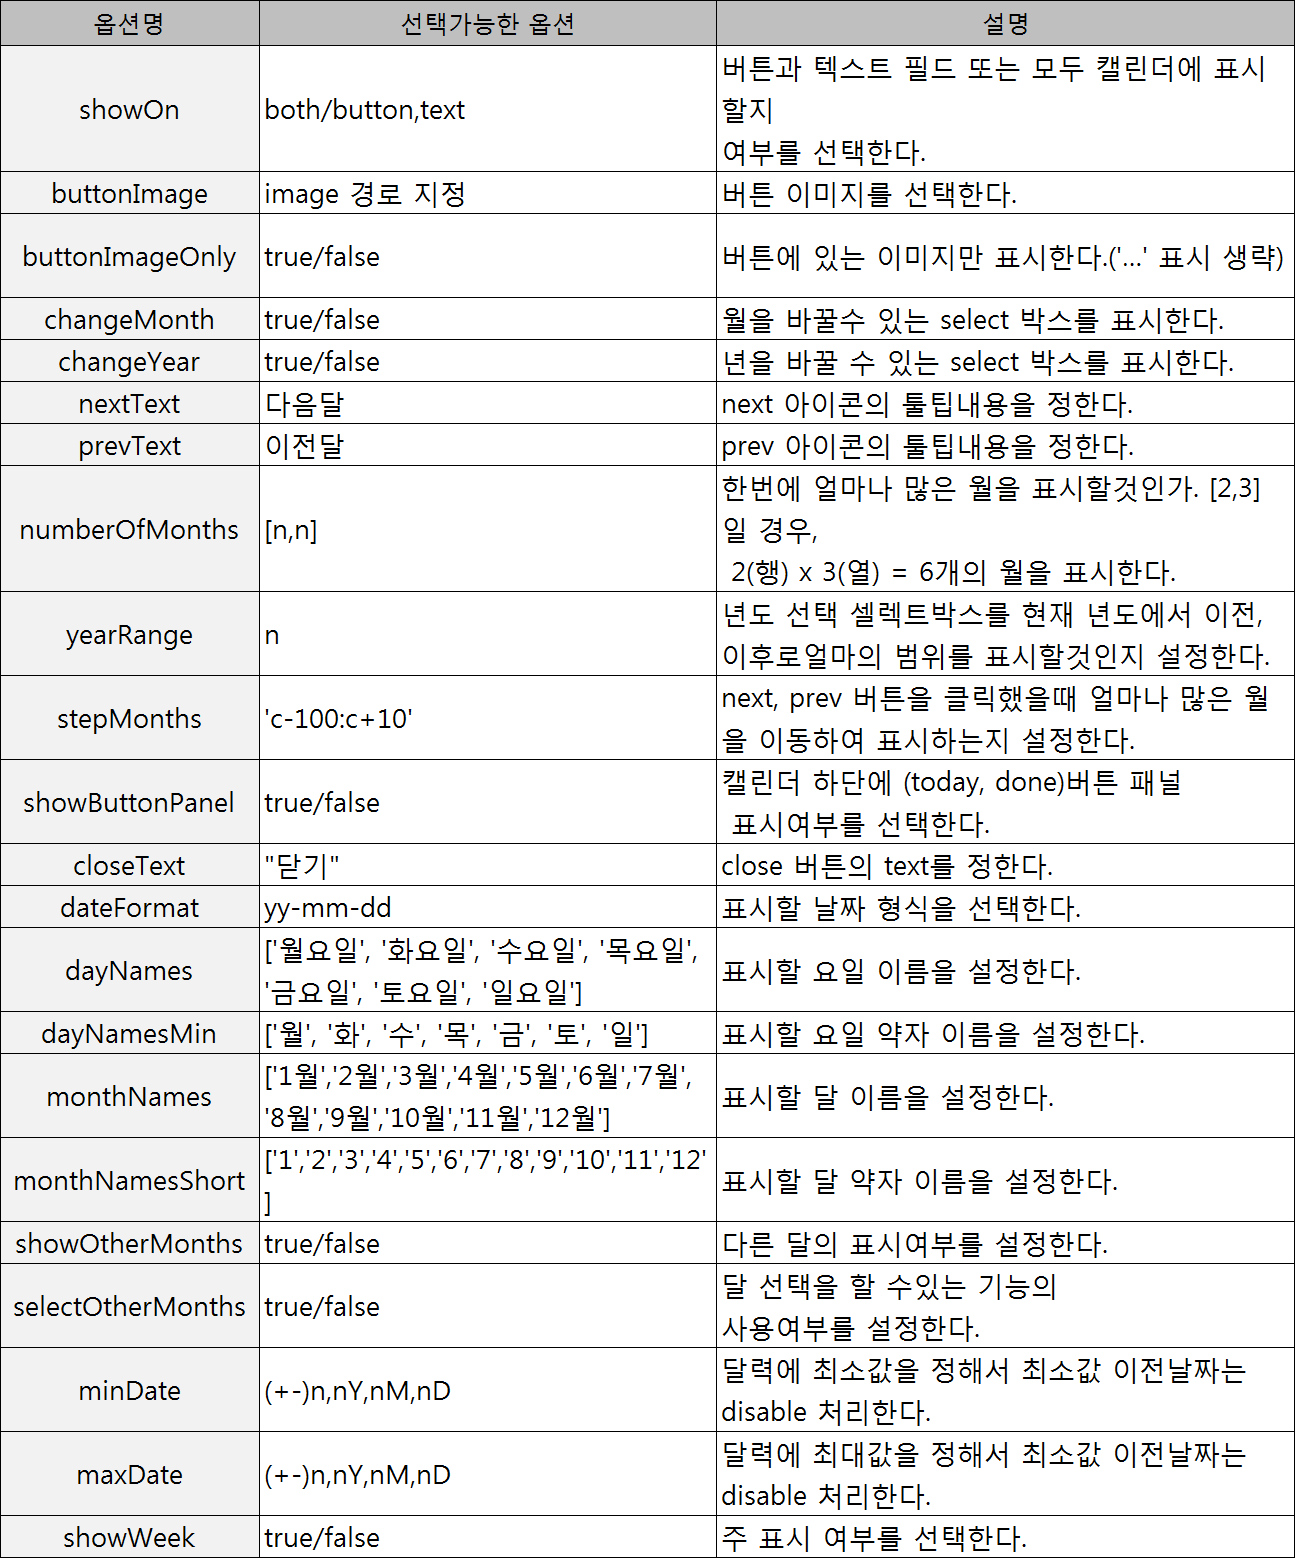 옵션명 선택가능한 옵션 설명
showOn both/button,text 버튼과 텍스트 필드 또는 모두 캘린더에 표시
할지
여부를 선택한다.
buttonImage image 경로 지정 버튼 이미지를 선택한다.
buttonImageOnly true/false 버튼에 있는 이미지만 표시한다.('...' 표시 생략)
changeMonth true/false 월을 바꿀수 있는 select 박스를 표시한다.
changeYear true/false 년을 바꿀 수 있는 select 박스를 표시한다.
nextText 다음달 next 아이콘의 툴팁내용을 정한다.
prevText 이전달 prev 아이콘의 툴팁내용을 정한다.
numberOfMonths [n,n] 한번에 얼마나 많은 월을 표시할것인가. [2,3]
일 경우,
2(행) x 3(열) = 6개의 월을 표시한다.
yearRange n 년도 선택 셀렉트박스를 현재 년도에서 이전,
이후로얼마의 범위를 표시할것인지 설정한다.
stepMonths 'c-100:c+10' next, prev 버튼을 클릭했을때 얼마나 많은 월
을 이동하여 표시하는지 설정한다.
showButtonPanel true/false 캘린더 하단에 (today, done)버튼 패널
표시여부를 선택한다.
closeText "닫기" close 버튼의 text를 정한다.
dateFormat yy-mm-dd 표시할 날짜 형식을 선택한다.
dayNames ['월요일', '화요일', '수요일', '목요일',
'금요일', '토요일', '일요일'] 표시할 요일 이름을 설정한다.
dayNamesMin ['월', '화', '수', '목', '금', '토', '일'] 표시할 요일 약자 이름을 설정한다.
monthNames ['1월','2월','3월','4월','5월','6월','7월',
'8월','9월','10월','11월','12월'] 표시할 달 이름을 설정한다.
monthNamesShort ['1','2','3','4','5','6','7','8','9','10','11','12'
] 표시할 달 약자 이름을 설정한다.
showOtherMonths true/false 다른 달의 표시여부를 설정한다.
selectOtherMonths true/false 달 선택을 할 수있는 기능의
사용여부를 설정한다.
minDate (+-)n,nY,nM,nD 달력에 최소값을 정해서 최소값 이전날짜는
disable 처리한다.
maxDate (+-)n,nY,nM,nD 달력에 최대값을 정해서 최소값 이전날짜는
disable 처리한다.
showWeek true/false 주 표시 여부를 선택한다.